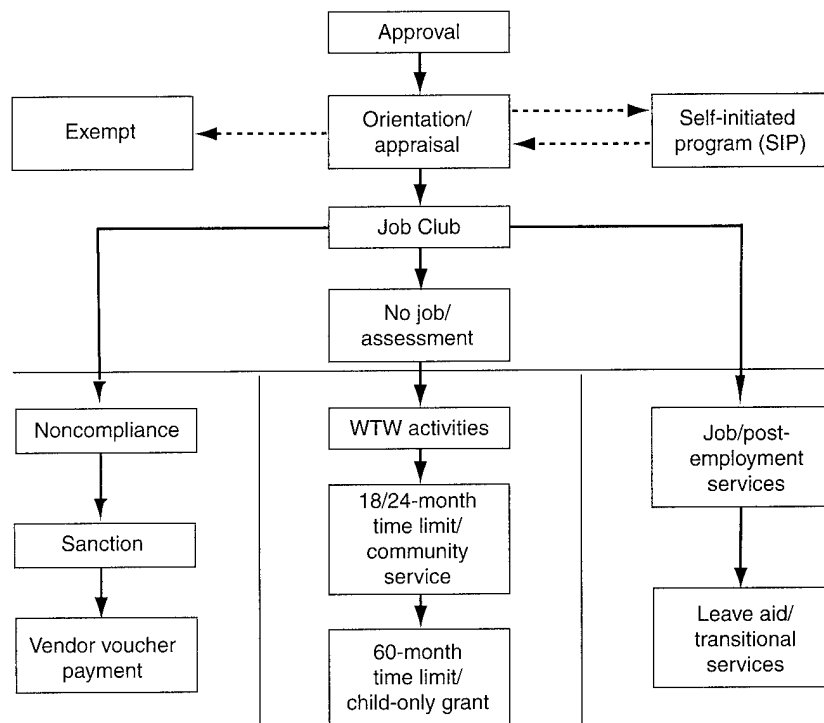 Approval
Exempt
Orientation/
appraisal
Self-initiated
program (SIP)
Job Club
No job/
assessment
Noncompliance
Sanction
Vendor voucher
payment
WTW activities
18/24-month
time limit/
community
service
60-month
time limit/
child-only grant
Job/post-
employment
services
Leave aid/
transitional
services